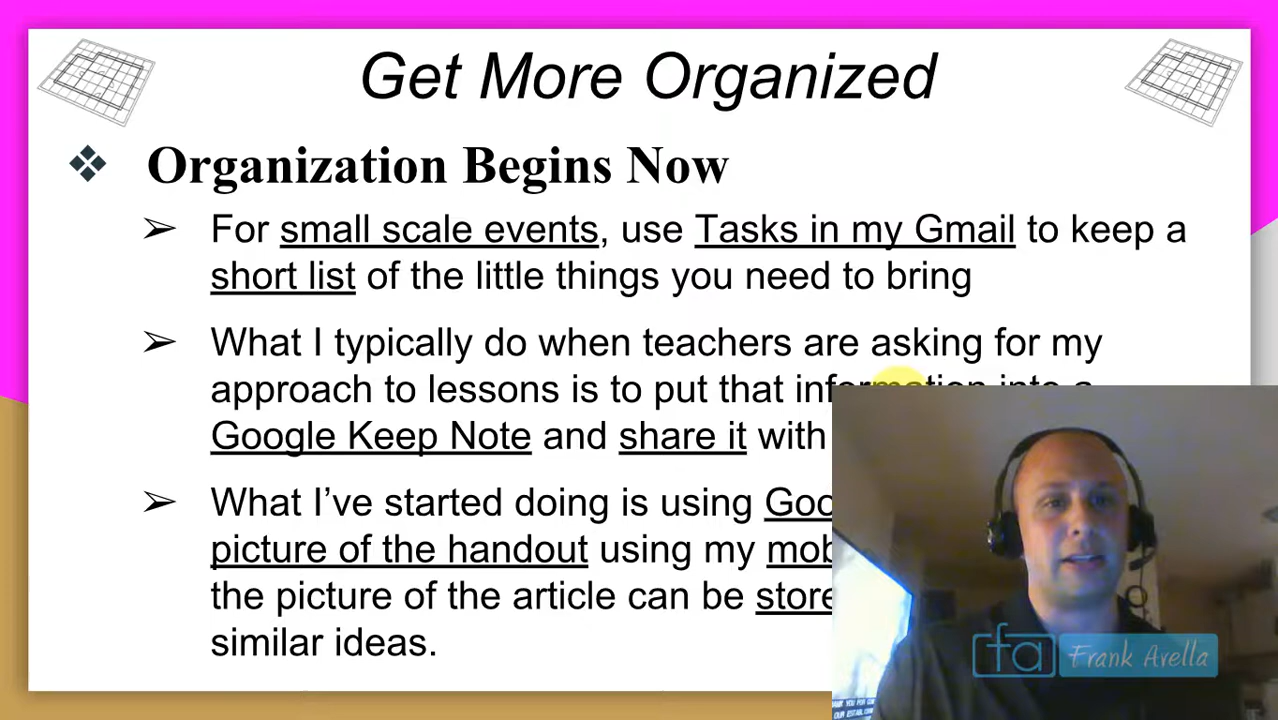 Get More Organized
Organization Begins Now
For small scale events, use Tasks in my Gmail to keep a
short list of the little things you need to bring
What I typically do when teachers are asking for my
approach to lessons is to put that information into a
Google Keep Note and share it with
What I've started doing is using
picture of the handout using my
the picture of the article can be
similar ideas.
fa Frank Avella